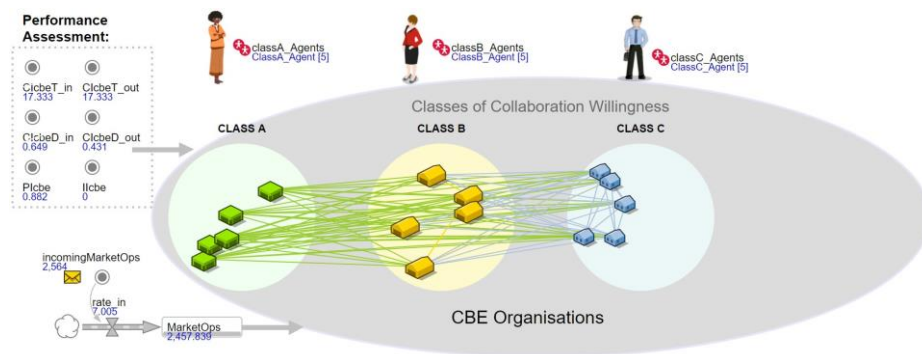 Performance
Assessment:
classA_Agents
ClassA_Agent [5]
classB_Agents
ClassB_Agent [5]
classC_Agents
ClassC_Agent [5]
CIcbeT_in
17.333
CIcbeT_out
17.333
CIcbeD_in
0.649
CIcbeD_out
0.431
PIcbe
0.882
IIcbe
0
Classes of Collaboration Willingness
CLASS A
CLASS B
CLASS C
incomingMarketOps
2,564
rate_in
7.005
MarketOps
2,457.839
CBE Organisations